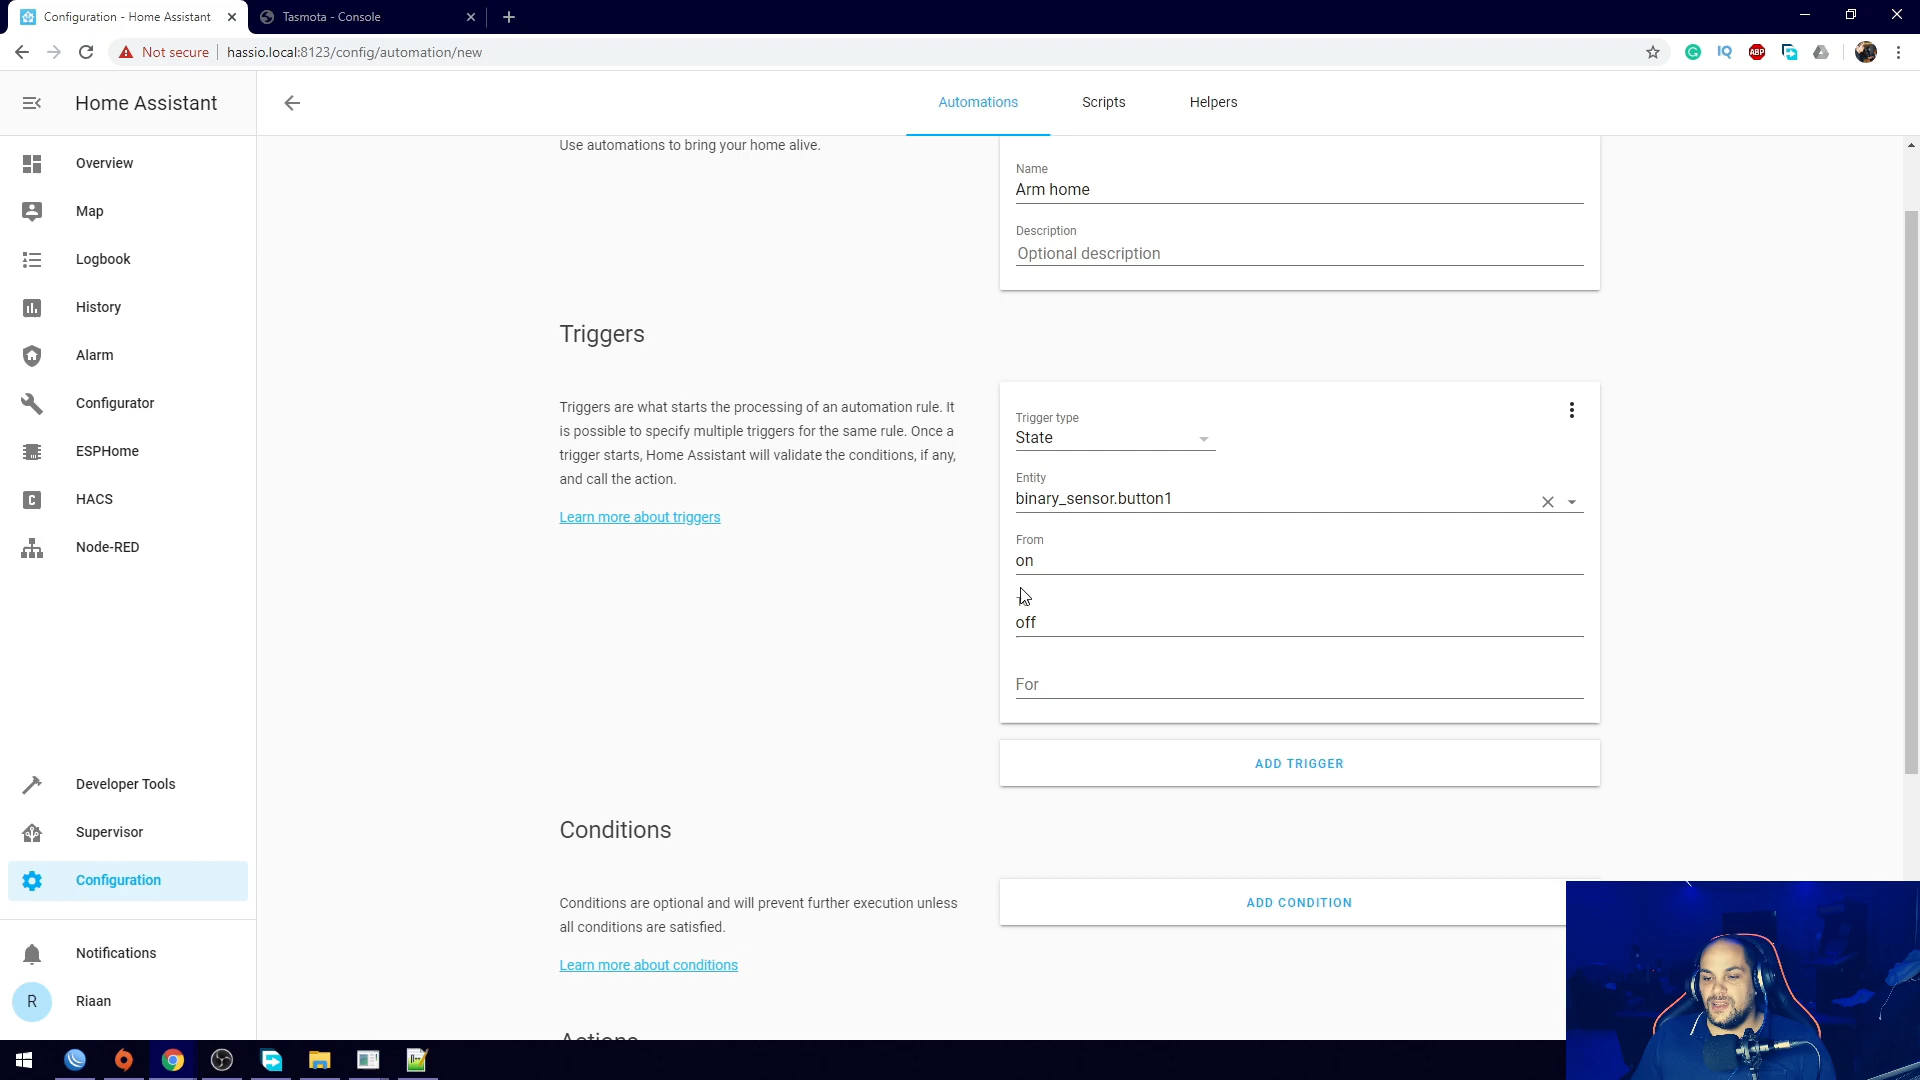 Configuration - Home Assistant
Tasmota - Console
Not secure
hassio.local:8123/config/automation/new
IQ
ABP
Home Assistant
Automations
Scripts
Helpers
Overview
Map
Logbook
History
Alarm
Configurator
ESPHome
HACS
Node-RED
Developer Tools
Supervisor
Configuration
Notifications
R
Riaan
Use automations to bring your home alive.
Name
Arm home
Description
Optional description
Triggers
Triggers are what starts the processing of an automation rule. It
is possible to specify multiple triggers for the same rule. Once a
trigger starts, Home Assistant will validate the conditions, if any,
and call the action.
Learn more about triggers
Trigger type
State
Entity
binary_sensor.button1
From
on
off
For
ADD TRIGGER
Conditions
Conditions are optional and will prevent further execution unless
all conditions are satisfied.
Learn more about conditions
ADD CONDITION
Actions